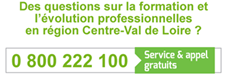 Des questions sur la formation et
l'évolution professionnelles
en région Centre-Val de Loire ?
0 800 222 100 Service & appel
gratuits